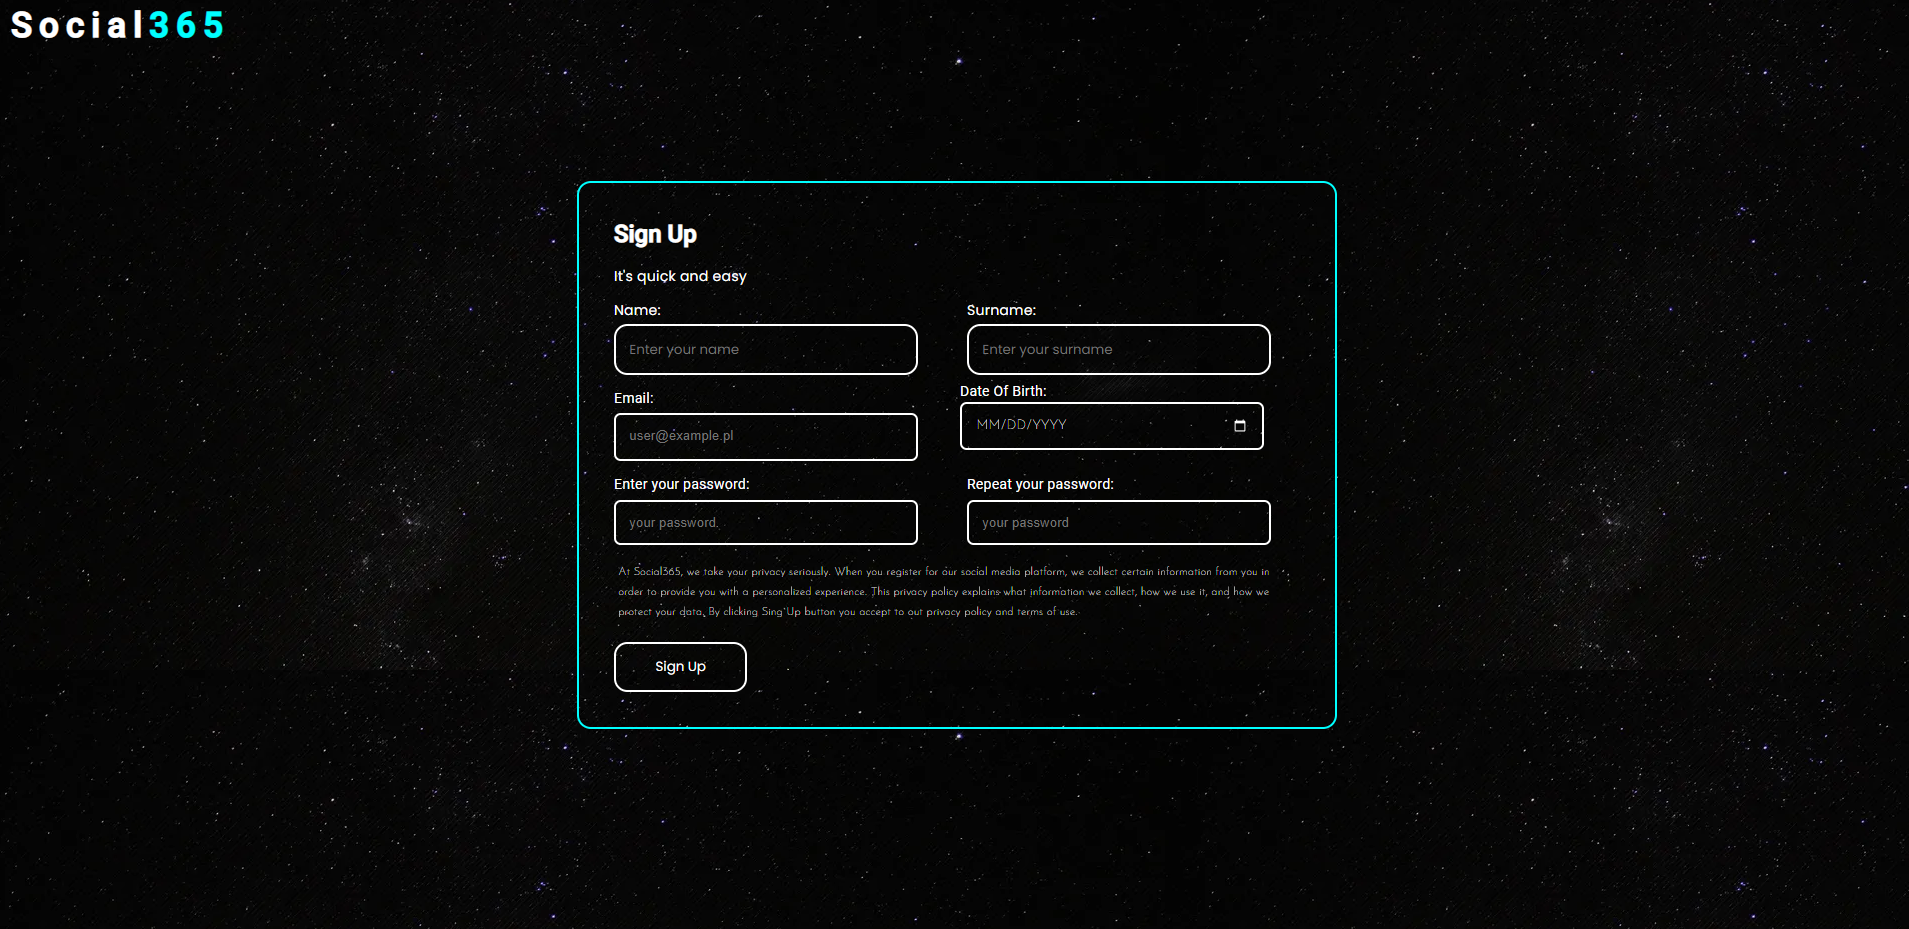 Social365
Sign Up
It's quick and easy
Name:
Surname:
Enter your name
Enter your surname
Email:
Date Of Birth:
user@example.pl
MM/DD/YYYY
Enter your password:
Repeat your password:
your password
your password
At Social365, we take your privacy seriously. When you register for our social media platform, we collect certain information from you in
order to provide you with a personalized experience. This privacy policy explains what information we collect, how we use it, and how we
protect your data. By clicking Sing Up button you accept to out privacy policy and terms of use.
Sign Up